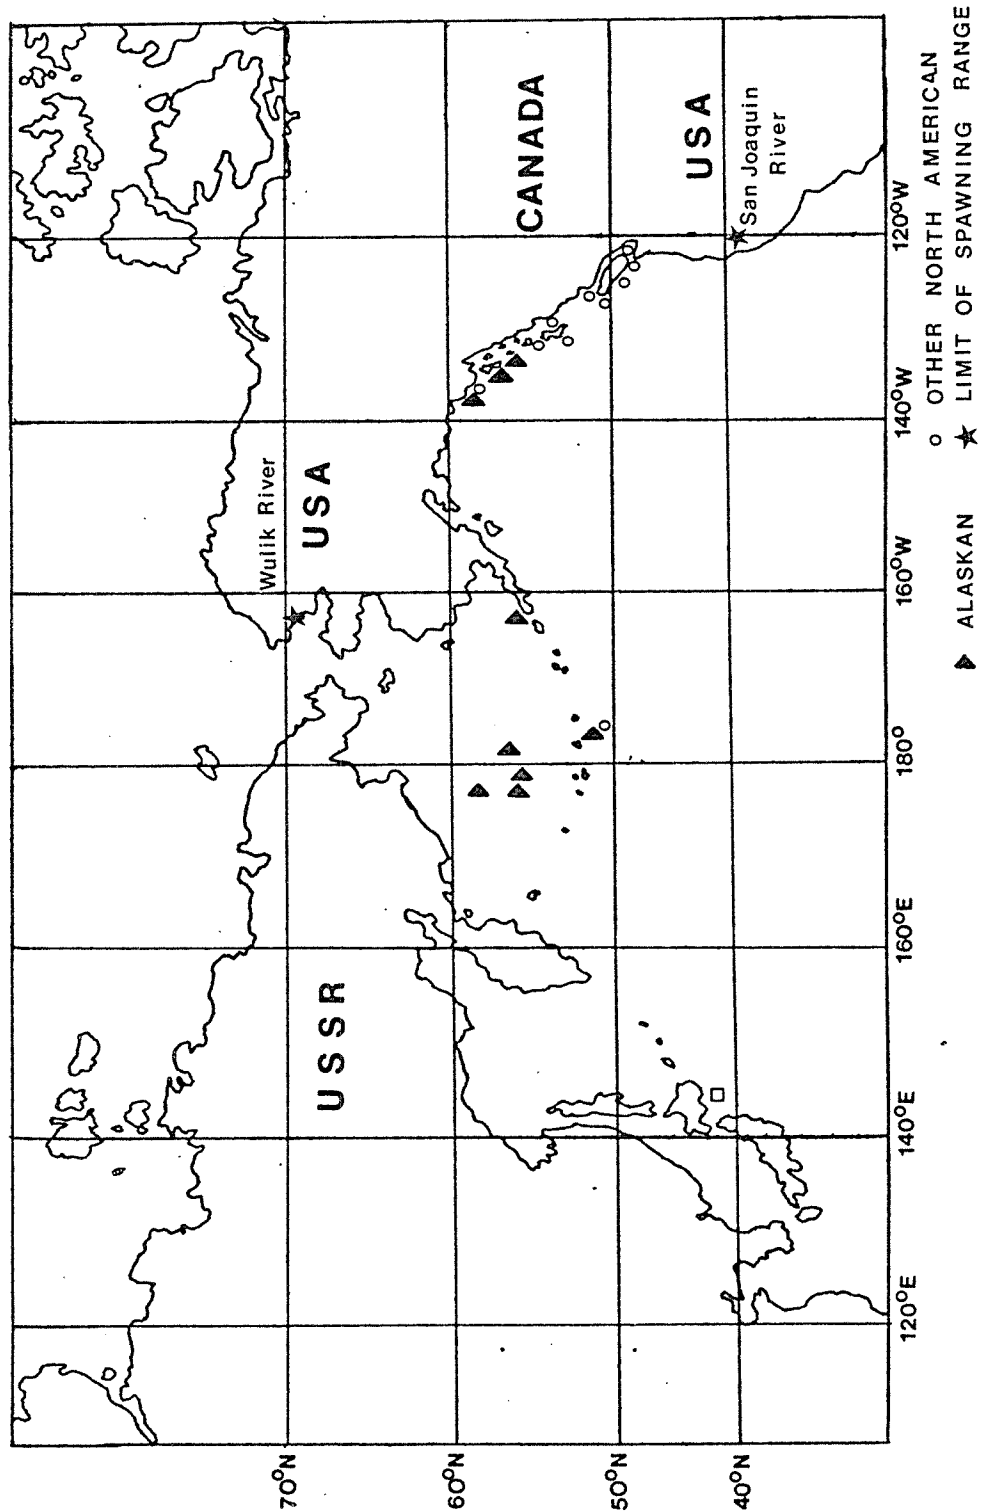 CANADA
USA
San Joaquin
River
Wulik River
USA
USSR
70°N
60°N
50°N
40°N
120°E
140°E
160°E
180°
160°W
140°W
120°W
ALASKAN
OTHER NORTH AMERICAN
LIMIT OF SPAWNING RANGE